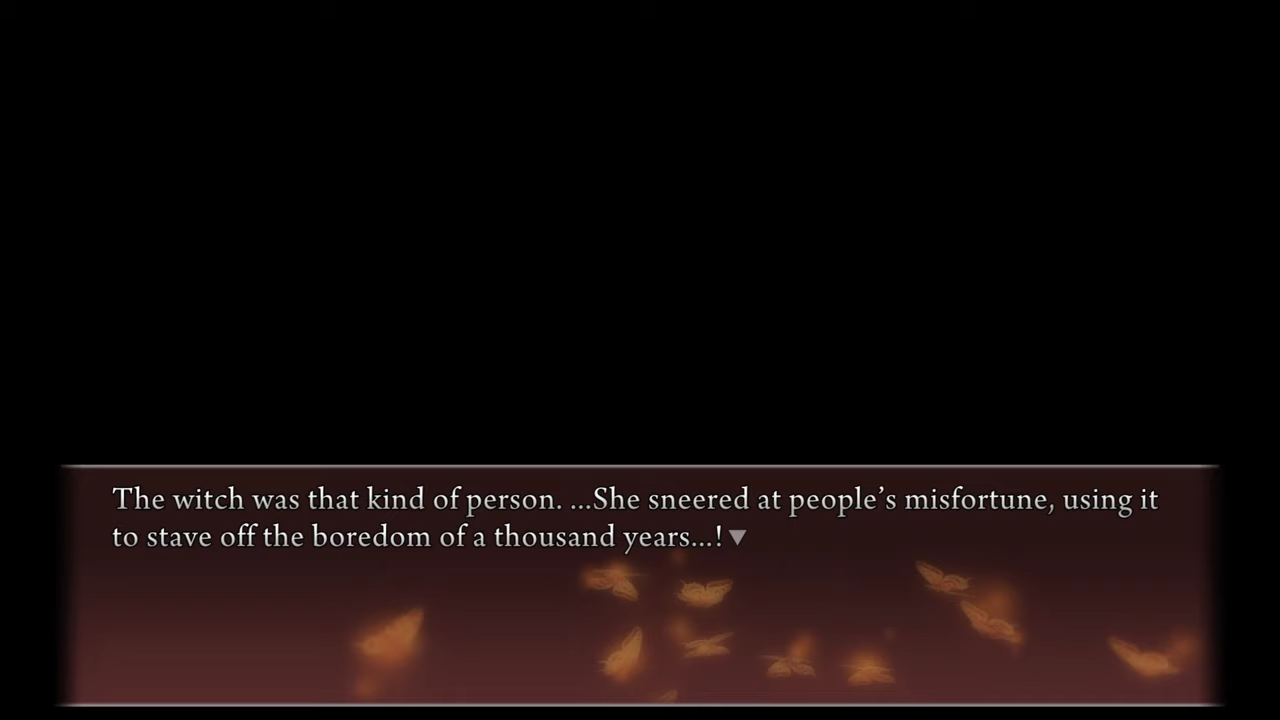 The witch was that kind of person. ...She sneered at people’s misfortune, using it
to stave off the boredom of a thousand years...!